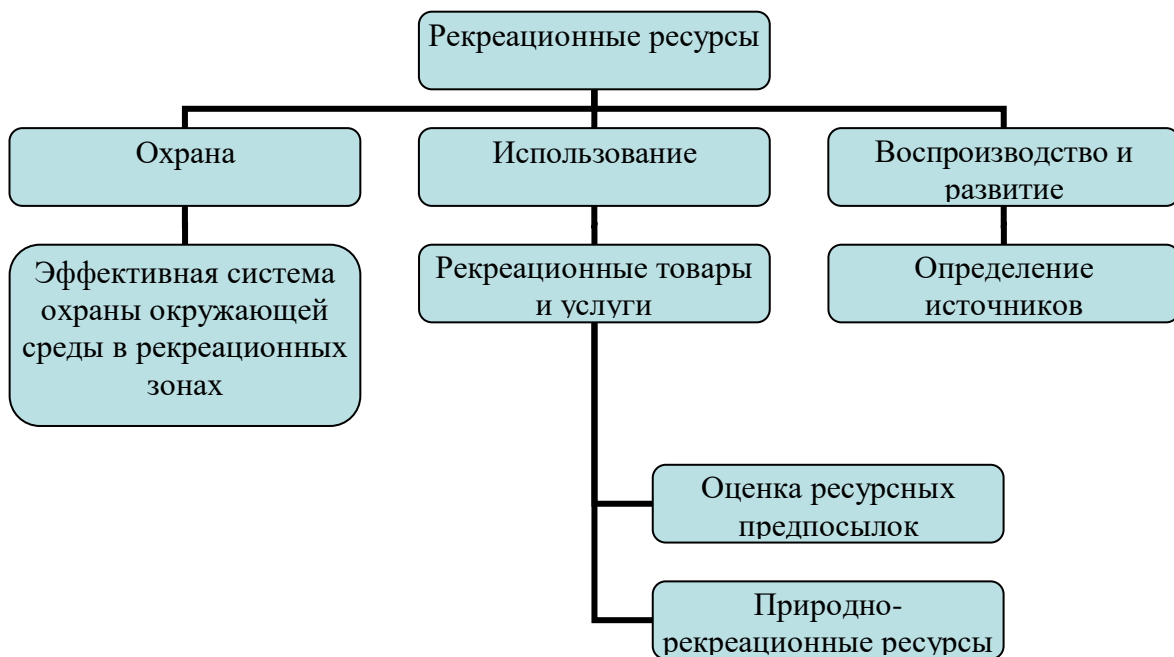 Рекреационные ресурсы
Охрана
Использование
Воспроизводство и
развитие
Эффективная система
охраны окружающей
среды в рекреационных
зонах
Рекреационные товары
и услуги
Определение
источников
Оценка ресурсных
предпосылок
Природно-
рекреационные ресурсы